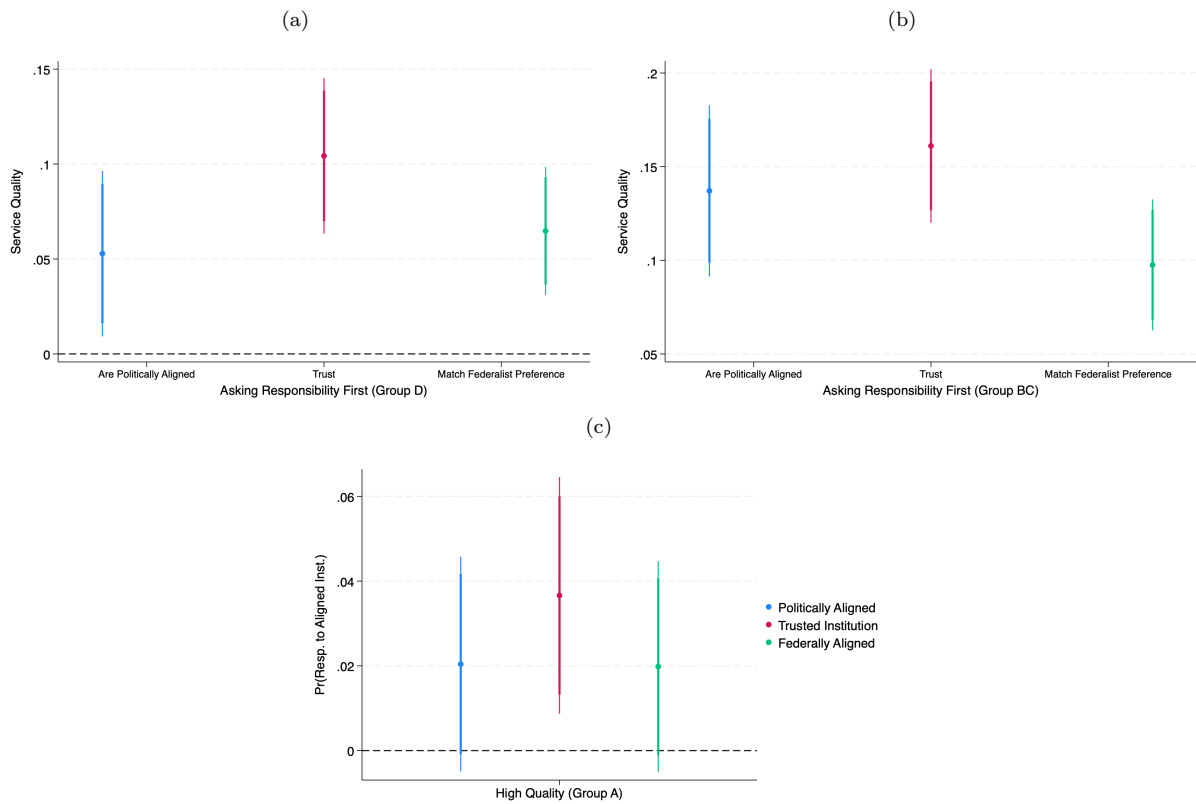 (a)
.15
.1
.05
0
Service Quality
Are Politically Aligned
Trust
Match Federalist Preference
Asking Responsibility First (Group D)
(b)
.2
.15
.1
.05
Service Quality
Are Politically Aligned
Trust
Match Federalist Preference
Asking Responsibility First (Group BC)
(c)
.06
.04
.02
0
Pr(Resp. to Aligned Inst.)
High Quality (Group A)
Politically Aligned
Trusted Institution
Federally Aligned